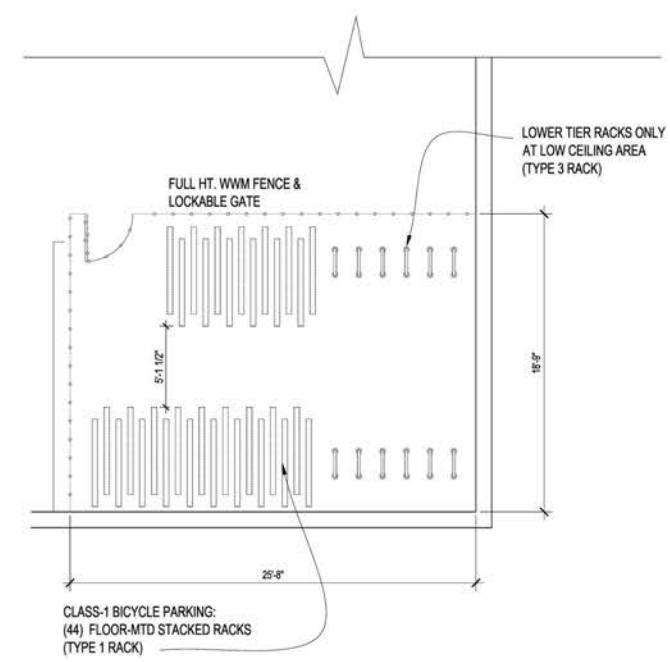 LOWER TIER RACKS ONLY
AT LOW CEILING AREA
(TYPE 3 RACK)
FULL HT. WWM FENCE &
LOCKABLE GATE
5'-1 1/2"
18'-9"
25'-8"
CLASS-1 BICYCLE PARKING:
(44) FLOOR-MTD STACKED RACKS
(TYPE 1 RACK)